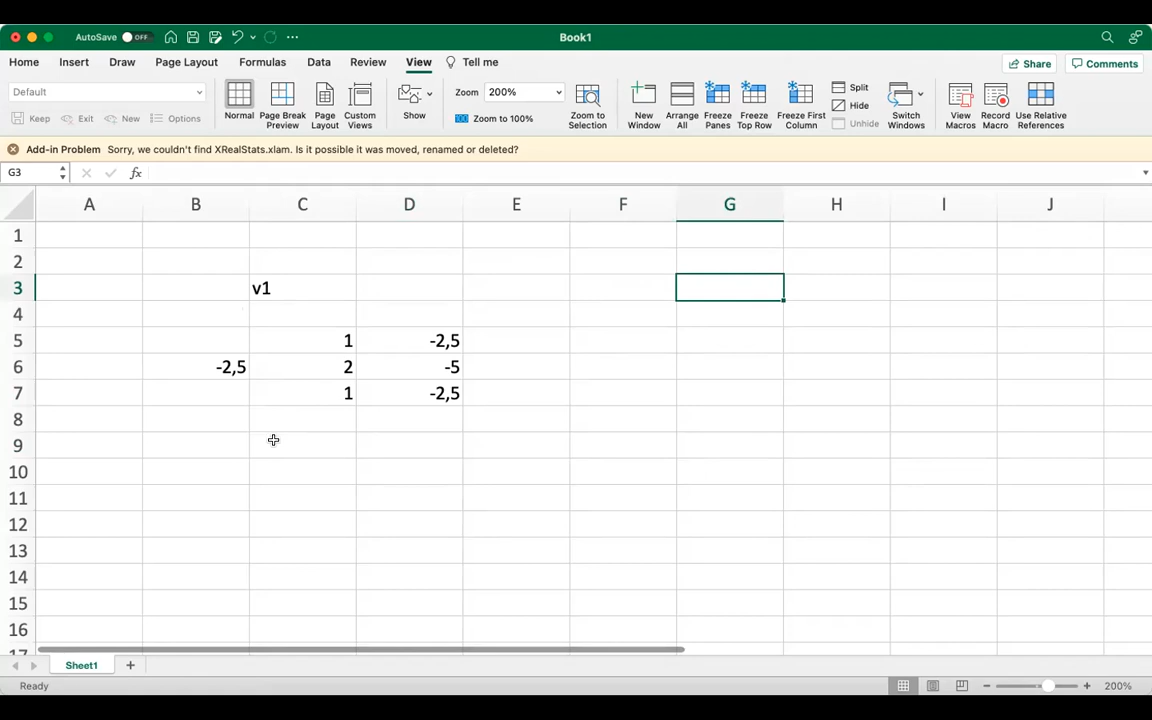 AutoSave OFF Book1
Home Insert Draw Page Layout Formulas Data Review View Tell me Share Comments
Default
Keep Exit New Options
Normal Page Break Preview Page Layout Custom Views Show
Zoom 200%
Zoom to 100% Zoom to Selection
New Window Arrange All Freeze Panes Freeze Top Row Freeze First Column
Split
Hide
Unhide
Switch Windows View Macros Record Macro Use Relative References
Add-in Problem Sorry, we couldn't find XRealStats.xlam. Is it possible it was moved, renamed or deleted?
G3 fx
A B C D E F G H I J
1
2
3 v1
4
5 1 -2,5
6 -2,5 2 -5
7 1 -2,5
8
9
10
11
12
13
14
15
16
17
Sheet1
Ready 200%